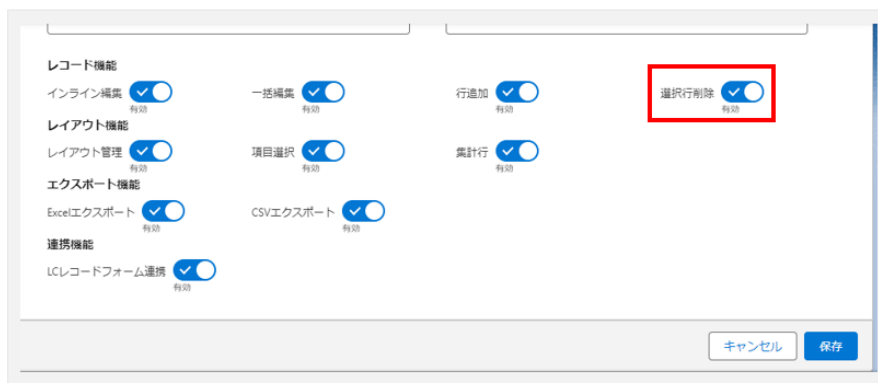 レコード機能
インライン編集 有効 一括編集 有効 行追加 有効 選択行削除 有効
レイアウト機能
レイアウト管理 有効 項目選択 有効 集計行 有効
エクスポート機能
Excelエクスポート 有効 CSVエクスポート 有効
連携機能
LCレコードフォーム連携 有効
キャンセル 保存